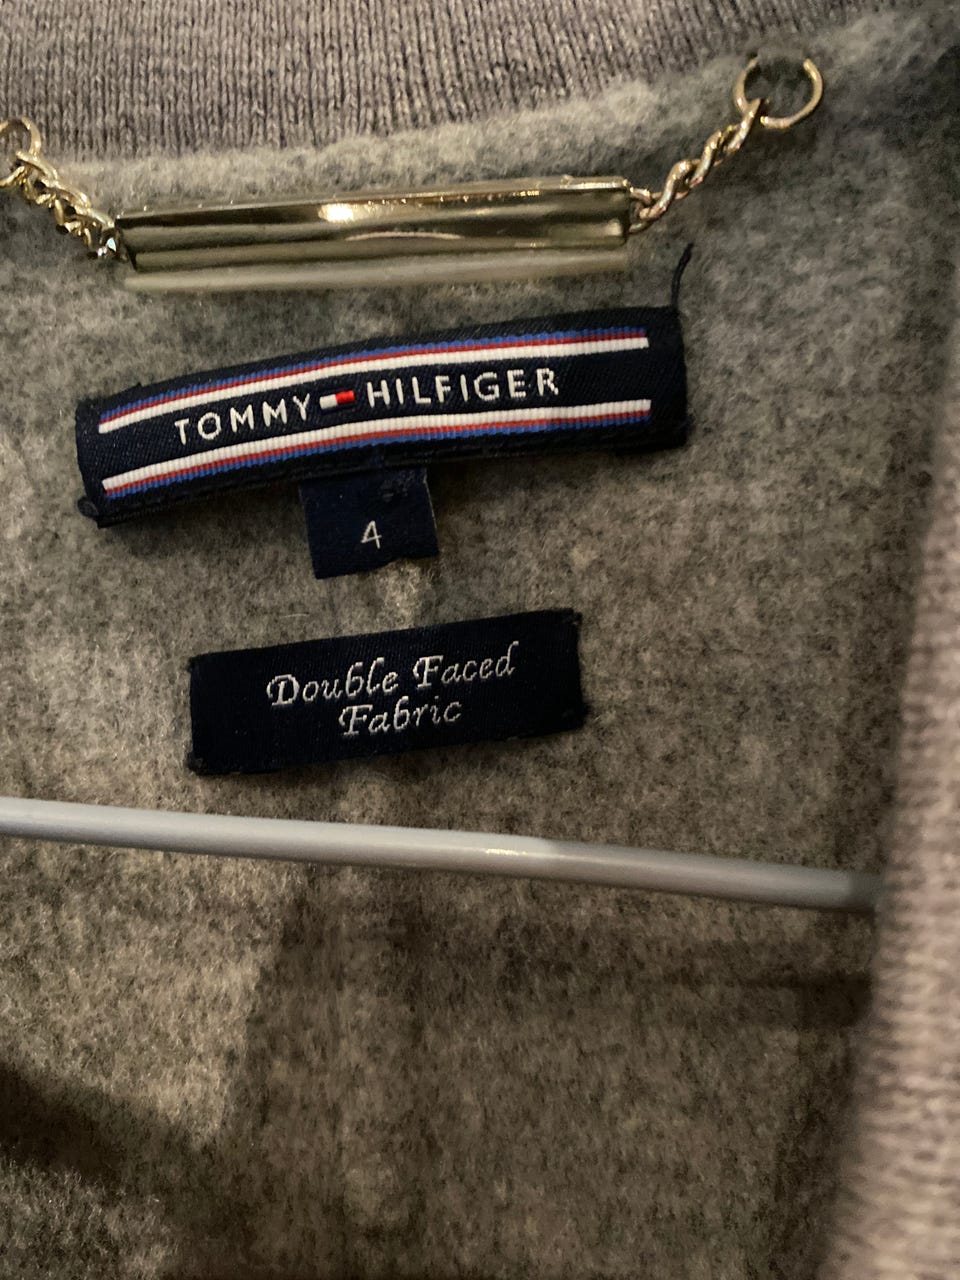 TOMMY HILFIGER
4
Double Faced
Fabric